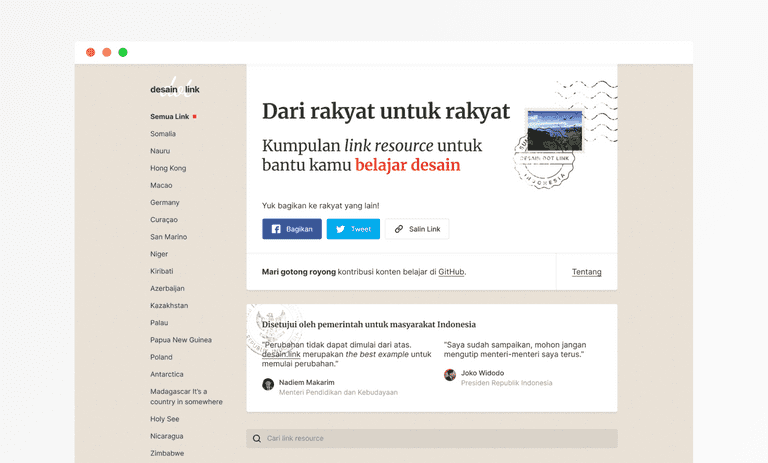 desain link
Semua Link
Somalia
Nauru
Hong Kong
Macao
Germany
Curaçao
San Marino
Niger
Kiribati
Azerbaijan
Kazakhstan
Palau
Papua New Guinea
Poland
Antarctica
Madagascar It's a
country in somewhere
Holy See
Nicaragua
Zimbabwe
Dari rakyat untuk rakyat
Kumpulan link resource untuk
bantu kamu belajar desain
DESAIN DOT LINK
INDONESIA
Yuk bagikan ke rakyat yang lain!
Bagikan
Tweet
Salin Link
Mari gotong royong kontribusi konten belajar di GitHub.
Tentang
Disetujui oleh pemerintah untuk masyarakat Indonesia
"Perubahan tidak dapat dimulai dari atas.
desain.link merupakan the best example untuk
memulai perubahan."
Nadiem Makarim
Menteri Pendidikan dan Kebudayaan
"Saya sudah sampaikan, mohon jangan
mengutip menteri-menteri saya terus."
Joko Widodo
Presiden Republik Indonesia
Cari link resource